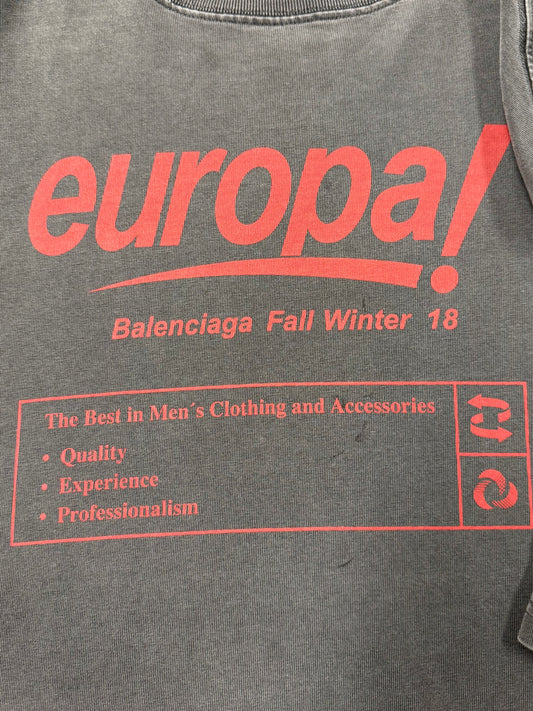 europa!
Balenciaga Fall Winter 18
The Best in Men´s Clothing and Accessories
• Quality
• Experience
• Professionalism